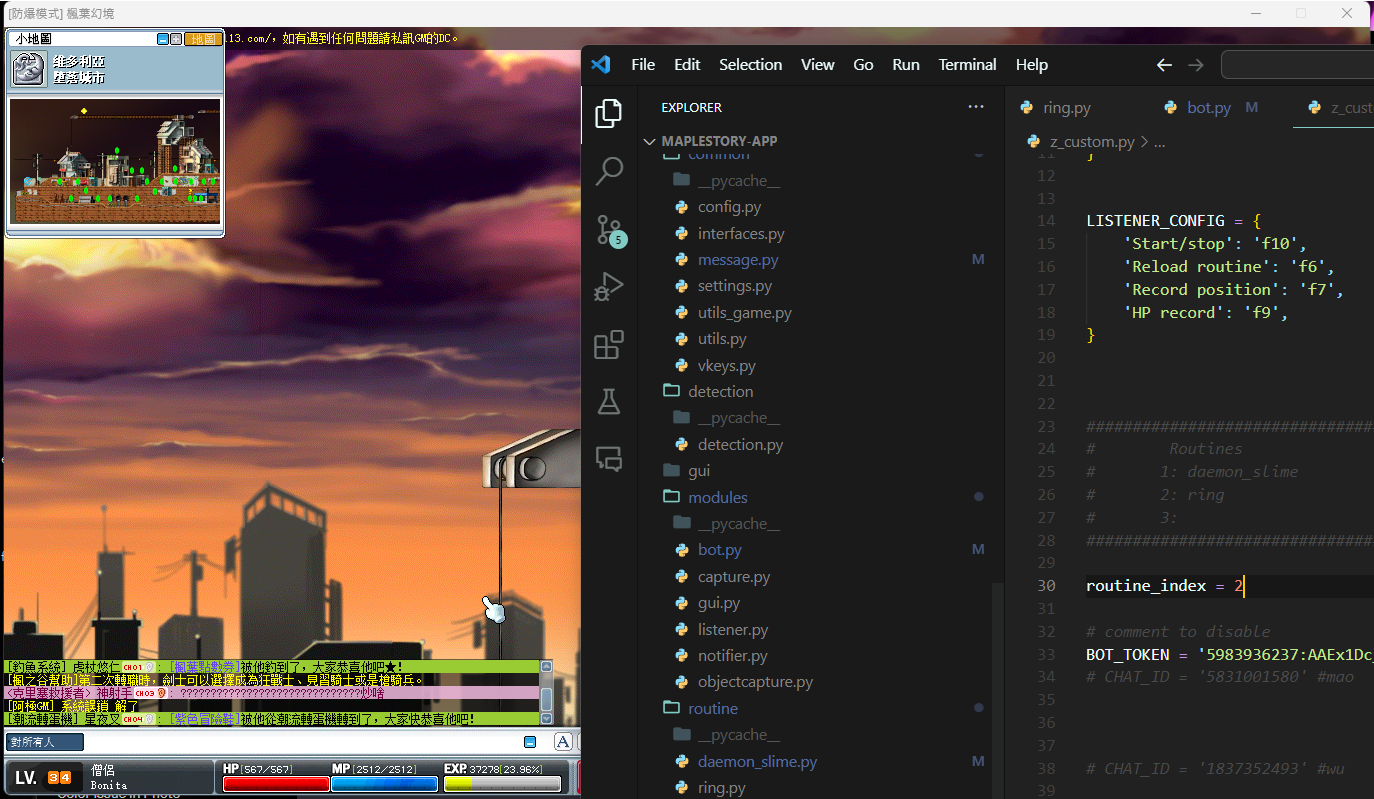 [防爆模式] 楓葉幻境
小地圖
地圖
l13.com/，如有遇到任何問題請私訊GM的DC。
維多利亞
墮落城市
[釣魚系統] 虎杖悠仁 CH01 : [楓葉點數券]被他釣到了，大家恭喜他吧★!
[楓之谷幫助]第二次轉職時，劍士可以選擇成為狂戰士、見習騎士或是槍騎兵。
<克里塞救援者> 神射手 CH03 : ??????????????????????????????炒啥
[阿極GM] 系統誤鎖 解了
[潮流轉蛋機] 星夜叉 CH04 : [紫色冒險鞋]被他從潮流轉蛋機轉到了，大家快恭喜他吧!
對所有人
A
LV. 34
僧侶
Bonita
HP[567/567]
MP[2512/2512]
EXP. 37278[23.96%]
File Edit Selection View Go Run Terminal Help
EXPLORER
MAPLESTORY-APP
common
__pycache__
config.py
interfaces.py
message.py M
settings.py
utils_game.py
utils.py
vkeys.py
detection
__pycache__
detection.py
gui
modules
__pycache__
bot.py M
capture.py
gui.py
listener.py
notifier.py
objectcapture.py
routine
__pycache__
daemon_slime.py M
ring.py
5
ring.py bot.py M z_cust
z_custom.py > ...
11 }
12
13
14 LISTENER_CONFIG = {
15 'Start/stop': 'f10',
16 'Reload routine': 'f6',
17 'Record position': 'f7',
18 'HP record': 'f9',
19 }
20
21
22
23 ###############################
24 # Routines
25 # 1: daemon_slime
26 # 2: ring
27 # 3:
28 ###############################
29
30 routine_index = 2
31
32 # comment to disable
33 BOT_TOKEN = '5983936237:AAEx1Dc_
34 # CHAT_ID = '5831001580' #mao
35
36
37
38 # CHAT_ID = '1837352493' #wu
39